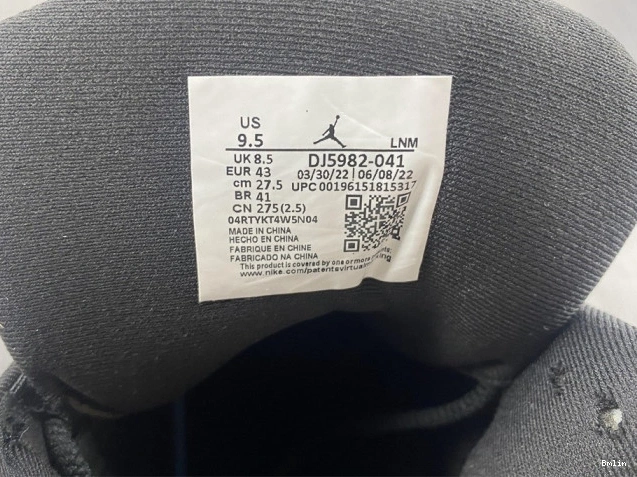 US
9.5 LNM
UK 8.5 DJ5982-041
EUR 43 03/30/22 | 06/08/22
cm 27.5 UPC 00196151815317
BR 41
CN 275(2.5)
04RTYKT4W5N04
MADE IN CHINA
HECHO EN CHINA
FABRIQUE EN CHINE
FABRICADO NA CHINA
This product is covered by one or more
www.nike.com/patents
Bmlin